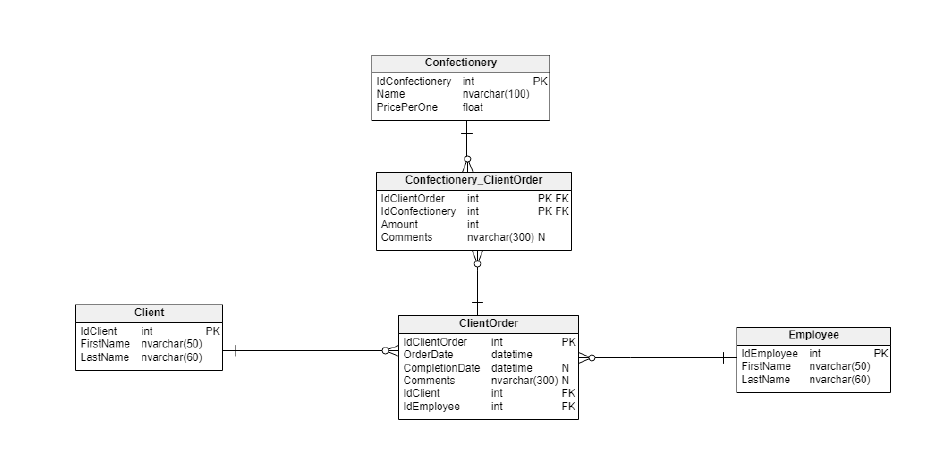 Confectionery
IdConfectionery int PK
Name nvarchar(100)
PricePerOne float
Confectionery_ClientOrder
IdClientOrder int PK FK
IdConfectionery int PK FK
Amount int
Comments nvarchar(300) N
Client
IdClient int PK
FirstName nvarchar(50)
LastName nvarchar(60)
ClientOrder
IdClientOrder int PK
OrderDate datetime
CompletionDate datetime N
Comments nvarchar(300) N
IdClient int FK
IdEmployee int FK
Employee
IdEmployee int PK
FirstName nvarchar(50)
LastName nvarchar(60)